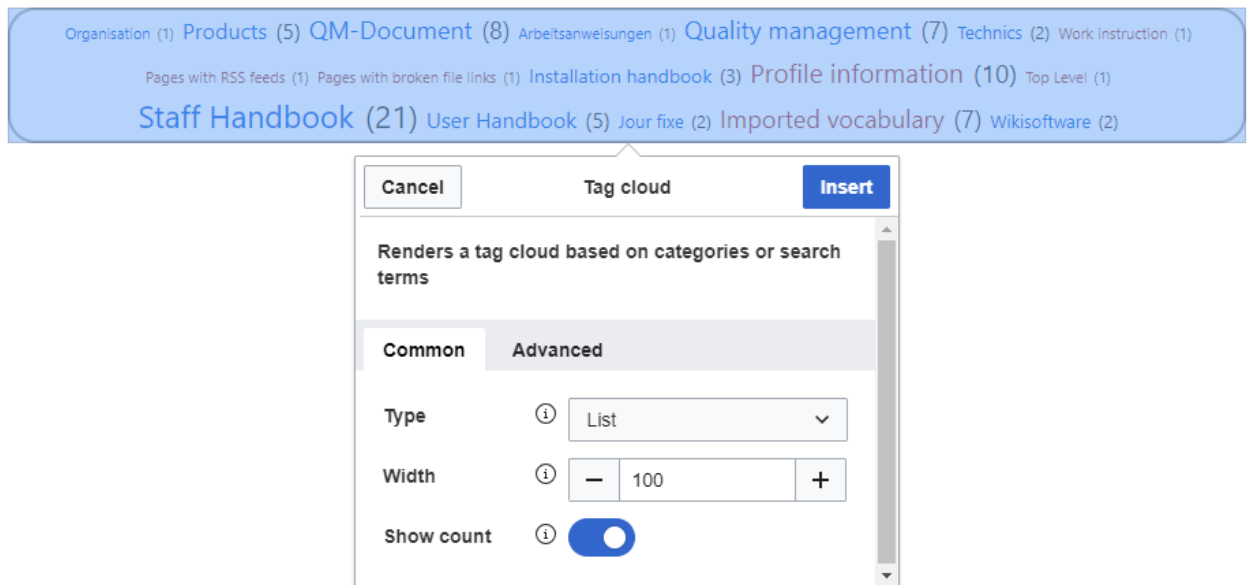 Organisation (1) Products (5) QM-Document (8) Arbeitsanweisungen (1) Quality management (7) Technics (2) Work instruction (1)
Pages with RSS feeds (1) Pages with broken file links (1) Installation handbook (3) Profile information (10) Top Level (1)
Staff Handbook (21) User Handbook (5) Jour fixe (2) Imported vocabulary (7) Wikisoftware (2)
Cancel Tag cloud Insert
Renders a tag cloud based on categories or search
terms
Common Advanced
Type List
Width 100
Show count